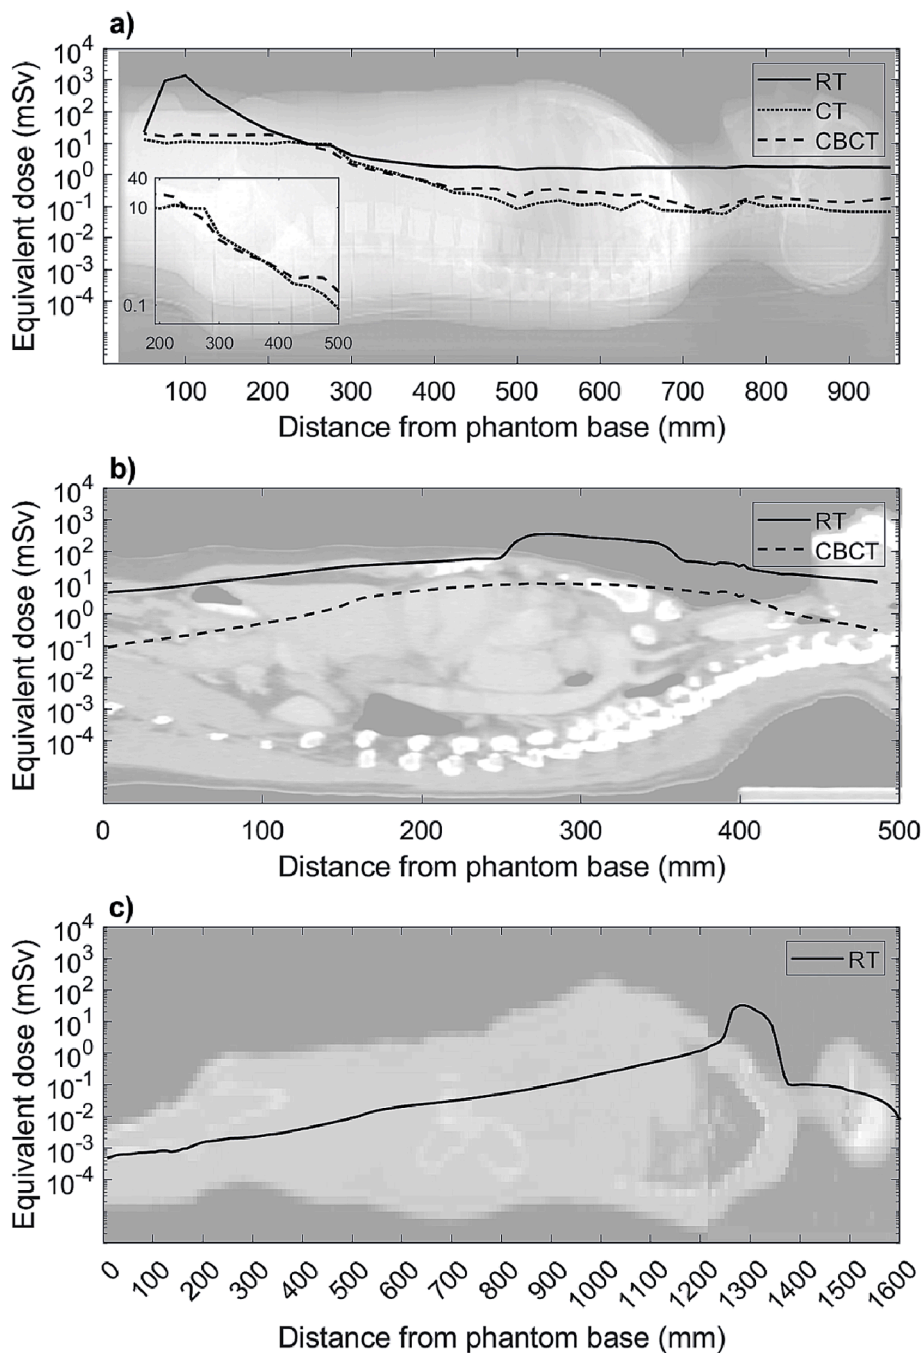 a)
10^4
10^3
10^2
10^1
10^0
10^-1
10^-2
10^-3
10^-4
Equivalent dose (mSv)
RT
CT
CBCT
40
10
0.1
200 300 400 500
100 200 300 400 500 600 700 800 900
Distance from phantom base (mm)
b)
10^4
10^3
10^2
10^1
10^0
10^-1
10^-2
10^-3
10^-4
Equivalent dose (mSv)
RT
CBCT
0 100 200 300 400 500
Distance from phantom base (mm)
c)
10^4
10^3
10^2
10^1
10^0
10^-1
10^-2
10^-3
10^-4
Equivalent dose (mSv)
RT
0 100 200 300 400 500 600 700 800 900 1000 1100 1200 1300 1400 1500 1600
Distance from phantom base (mm)